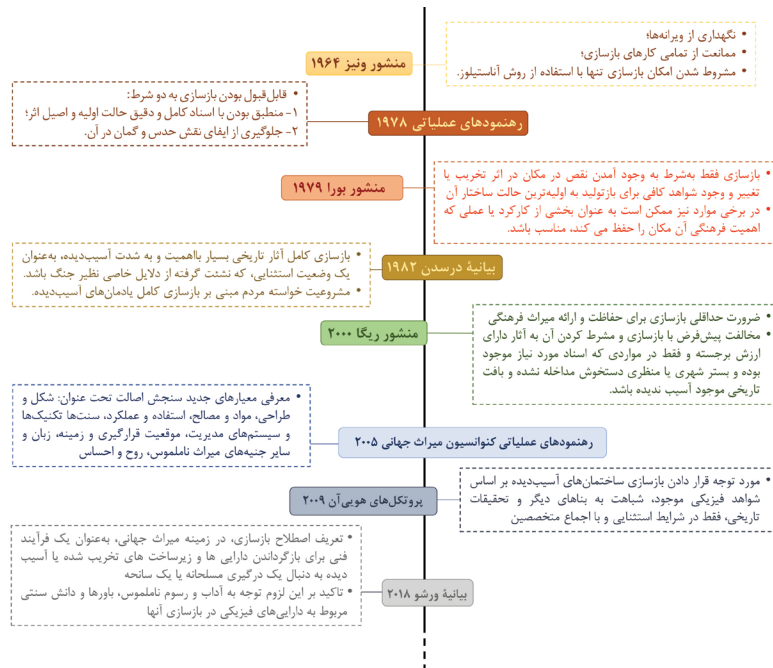 منشور ونیز ۱۹۶۴
• نگهداری از ویرانه‌ها؛
• ممانعت از تمامی کارهای بازسازی؛
• مشروط شدن امکان بازسازی تنها با استفاده از روش آناستیلوز.
رهنمودهای عملیاتی ۱۹۷۸
• قابل‌قبول بودن بازسازی به دو شرط:
۱- منطبق بودن با اسناد کامل و دقیق حالت اولیه و اصیل اثر؛
۲- جلوگیری از ایفای نقش حدس و گمان در آن.
منشور بورا ۱۹۷۹
• بازسازی فقط به‌شرط به وجود آمدن نقص در مکان در اثر تخریب یا
تغییر و وجود شواهد کافی برای بازتولید به اولیه‌ترین حالت ساختار آن
• در برخی موارد نیز ممکن است به عنوان بخشی از کارکرد یا عملی که
اهمیت فرهنگی آن مکان را حفظ می کند، مناسب باشد.
بیانیۀ درسدن ۱۹۸۲
• بازسازی کامل آثار تاریخی بسیار بااهمیت و به شدت آسیب‌دیده، به‌عنوان
یک وضعیت استثنایی، که نشئت گرفته از دلایل خاصی نظیر جنگ باشد.
• مشروعیت خواسته مردم مبنی بر بازسازی کامل یادمان‌های آسیب‌دیده.
منشور ریگا ۲۰۰۰
• ضرورت حداقلی بازسازی برای حفاظت و ارائه میراث فرهنگی
• مخالفت پیش‌فرض با بازسازی و مشرط کردن آن به آثار دارای
ارزش برجسته و فقط در مواردی که اسناد مورد نیاز موجود
بوده و بستر شهری یا منظری دستخوش مداخله نشده و بافت
تاریخی موجود آسیب ندیده باشد.
رهنمودهای عملیاتی کنوانسیون میراث جهانی ۲۰۰۵
• معرفی معیارهای جدید سنجش اصالت تحت عنوان: شکل و
طراحی، مواد و مصالح، استفاده و عملکرد، سنت‌ها تکنیک‌ها
و سیستم‌های مدیریت، موقعیت قرارگیری و زمینه، زبان و
سایر جنبه‌های میراث ناملموس، روح و احساس
پروتکل‌های هویی‌آن ۲۰۰۹
• مورد توجه قرار دادن بازسازی ساختمان‌های آسیب‌دیده بر اساس
شواهد فیزیکی موجود، شباهت به بناهای دیگر و تحقیقات
تاریخی، فقط در شرایط استثنایی و با اجماع متخصصین
بیانیۀ ورشو ۲۰۱۸
• تعریف اصطلاح بازسازی، در زمینه میراث جهانی، به‌عنوان یک فرآیند
فنی برای بازگرداندن دارایی ها و زیرساخت های تخریب شده یا آسیب
دیده به دنبال یک درگیری مسلحانه یا یک سانحه
• تاکید بر این لزوم توجه به آداب و رسوم ناملموس، باورها و دانش سنتی
مربوط به دارایی‌های فیزیکی در بازسازی آنها